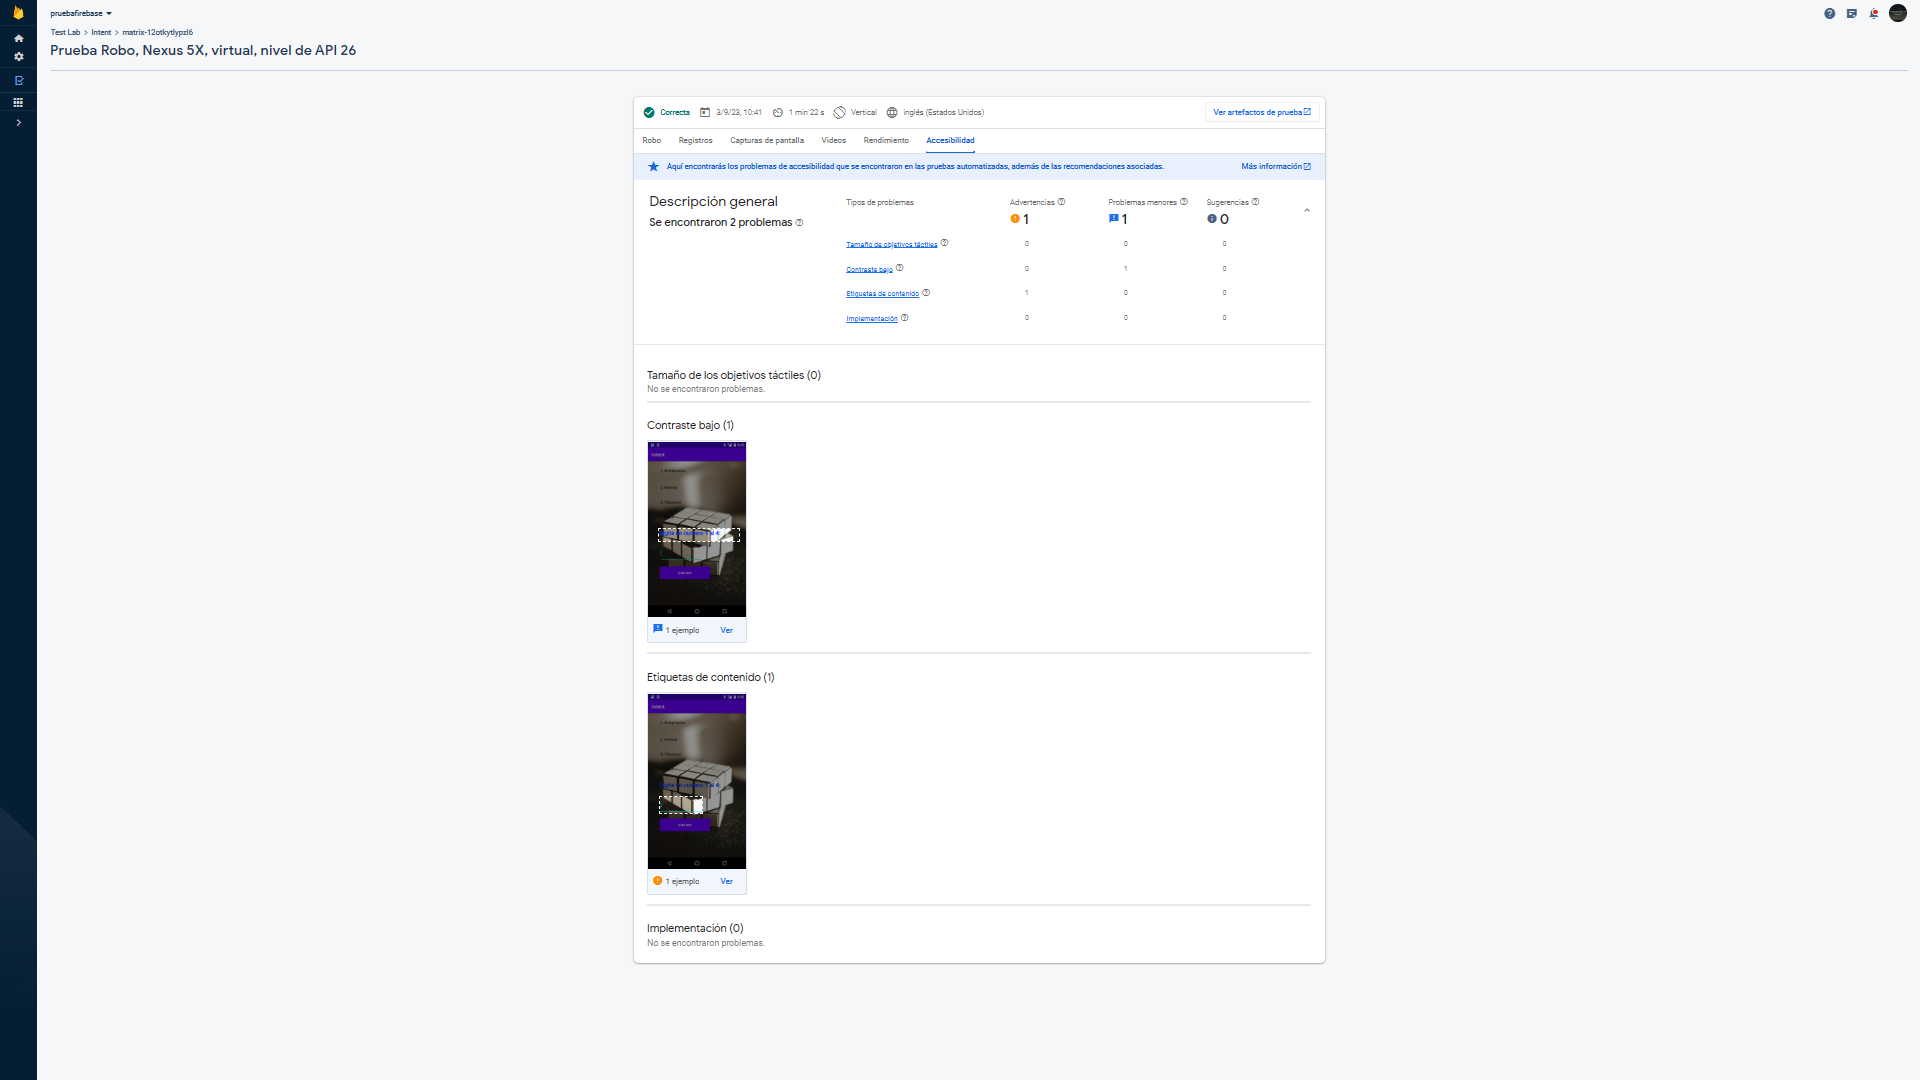 pruebafirebase
Test Lab > Intent > matrix-12otkytlypzl6
Prueba Robo, Nexus 5X, virtual, nivel de API 26
Correcta 3/9/23, 10:41 1 min 22 s Vertical inglés (Estados Unidos) Ver artefactos de prueba
Robo Registros Capturas de pantalla Videos Rendimiento Accesibilidad
Aquí encontrarás los problemas de accesibilidad que se encontraron en las pruebas automatizadas, además de las recomendaciones asociadas. Más información
Descripción general
Se encontraron 2 problemas
Tipos de problemas Advertencias Problemas menores Sugerencias
1 1 0
Tamaño de objetivos táctiles 0 0 0
Contraste bajo 0 1 0
Etiquetas de contenido 1 0 0
Implementación 0 0 0
Tamaño de los objetivos táctiles (0)
No se encontraron problemas.
Contraste bajo (1)
Intent
1 ejemplo Ver
Etiquetas de contenido (1)
Intent
1 ejemplo Ver
Implementación (0)
No se encontraron problemas.